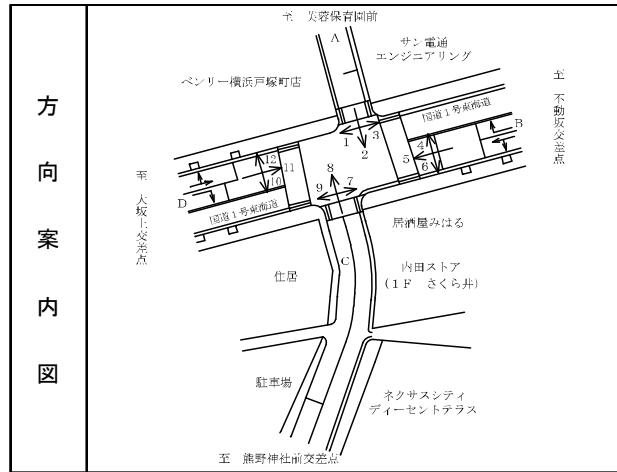 方向案内図
至 芙蓉保育園前
A
サン電通
エンジニアリング
ベンリー横浜戸塚町店
至 不動坂交差点
国道1号東海道
B
1
2
3
4
5
6
12
11
10
8
9
7
至 大坂上交差点
D
国道1号東海道
居酒屋みはる
C
住居
内田ストア
(1F さくら井)
駐車場
ネクサスシティ
ディーセントテラス
至 熊野神社前交差点